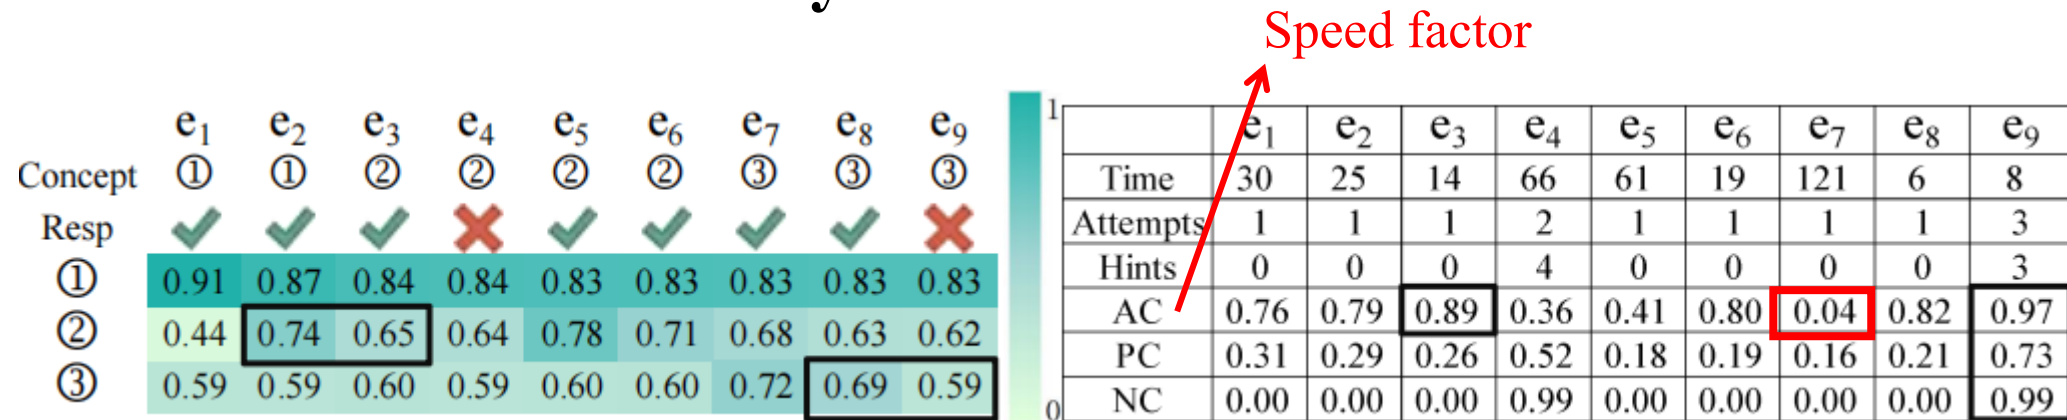 Speed factor
e1 e2 e3 e4 e5 e6 e7 e8 e9
Concept ① ① ② ② ② ② ③ ③ ③
Resp
① 0.91 0.87 0.84 0.84 0.83 0.83 0.83 0.83 0.83
② 0.44 0.74 0.65 0.64 0.78 0.71 0.68 0.63 0.62
③ 0.59 0.59 0.60 0.59 0.60 0.60 0.72 0.69 0.59
1
0
e1 e2 e3 e4 e5 e6 e7 e8 e9
Time 30 25 14 66 61 19 121 6 8
Attempts 1 1 1 2 1 1 1 1 3
Hints 0 0 0 4 0 0 0 0 3
AC 0.76 0.79 0.89 0.36 0.41 0.80 0.04 0.82 0.97
PC 0.31 0.29 0.26 0.52 0.18 0.19 0.16 0.21 0.73
NC 0.00 0.00 0.00 0.99 0.00 0.00 0.00 0.00 0.99